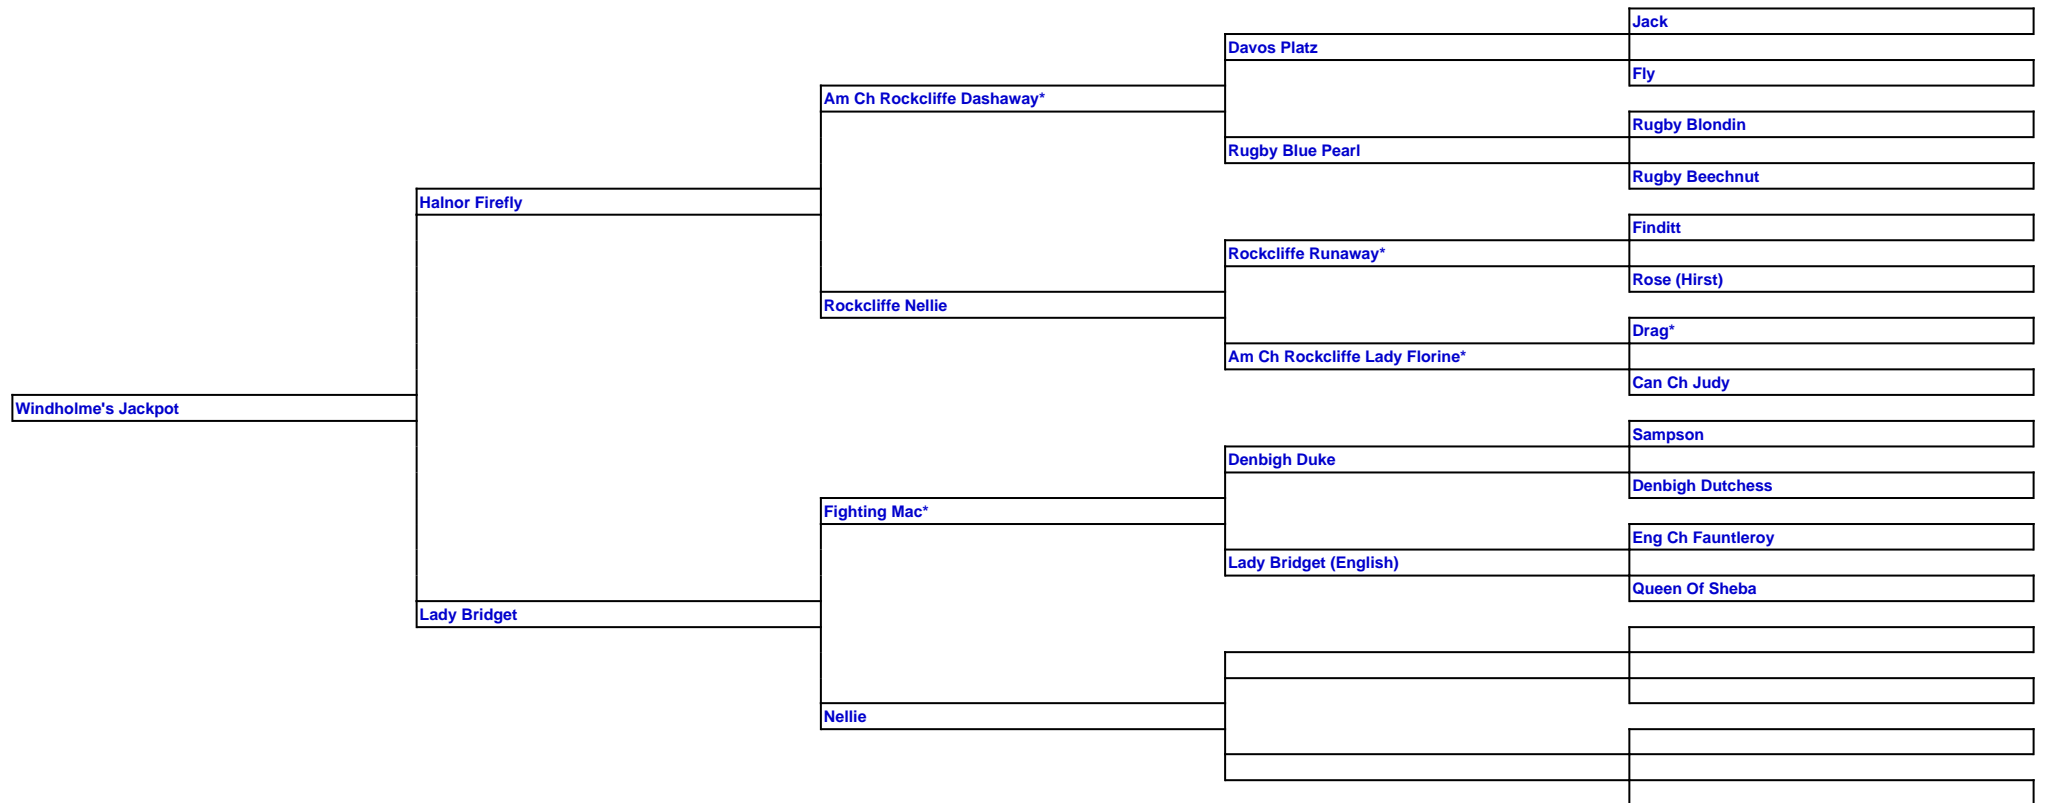 Jack
Davos Platz
Fly
Am Ch Rockcliffe Dashaway*
Rugby Blondin
Rugby Blue Pearl
Rugby Beechnut
Halnor Firefly
Finditt
Rockcliffe Runaway*
Rose (Hirst)
Rockcliffe Nellie
Drag*
Am Ch Rockcliffe Lady Florine*
Can Ch Judy
Windholme's Jackpot
Sampson
Denbigh Duke
Denbigh Dutchess
Fighting Mac*
Eng Ch Fauntleroy
Lady Bridget (English)
Queen Of Sheba
Lady Bridget
Nellie